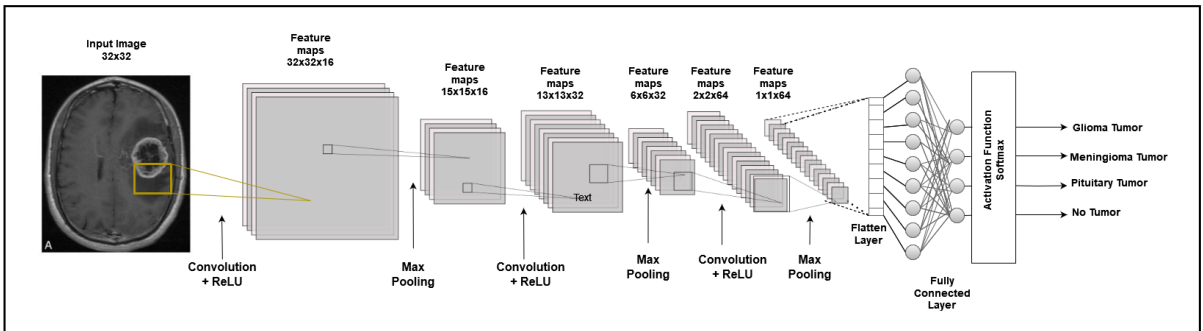 Input Image
32x32
A
Feature
maps
32x32x16
Feature
maps
15x15x16
Feature
maps
13x13x32
Text
Feature
maps
6x6x32
Feature
maps
2x2x64
Feature
maps
1x1x64
Convolution
+ ReLU
Max
Pooling
Convolution
+ ReLU
Max
Pooling
Convolution
+ ReLU
Max
Pooling
Flatten
Layer
Fully
Connected
Layer
Activation Function
Softmax
Glioma Tumor
Meningioma Tumor
Pituitary Tumor
No Tumor